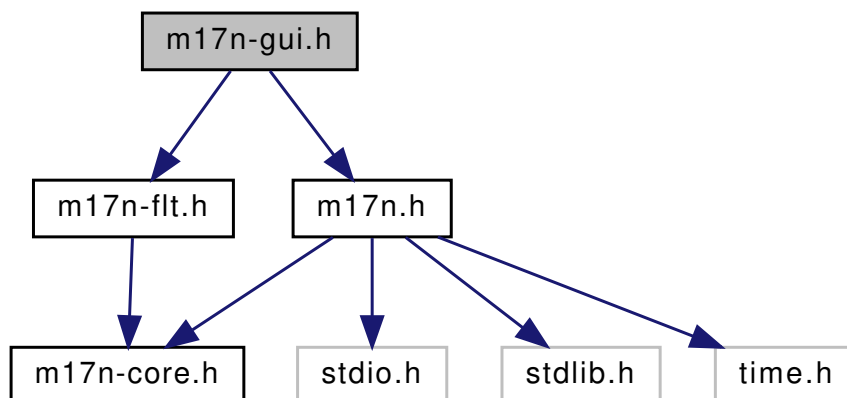 m17n-gui.h
m17n-flt.h
m17n.h
m17n-core.h
stdio.h
stdlib.h
time.h